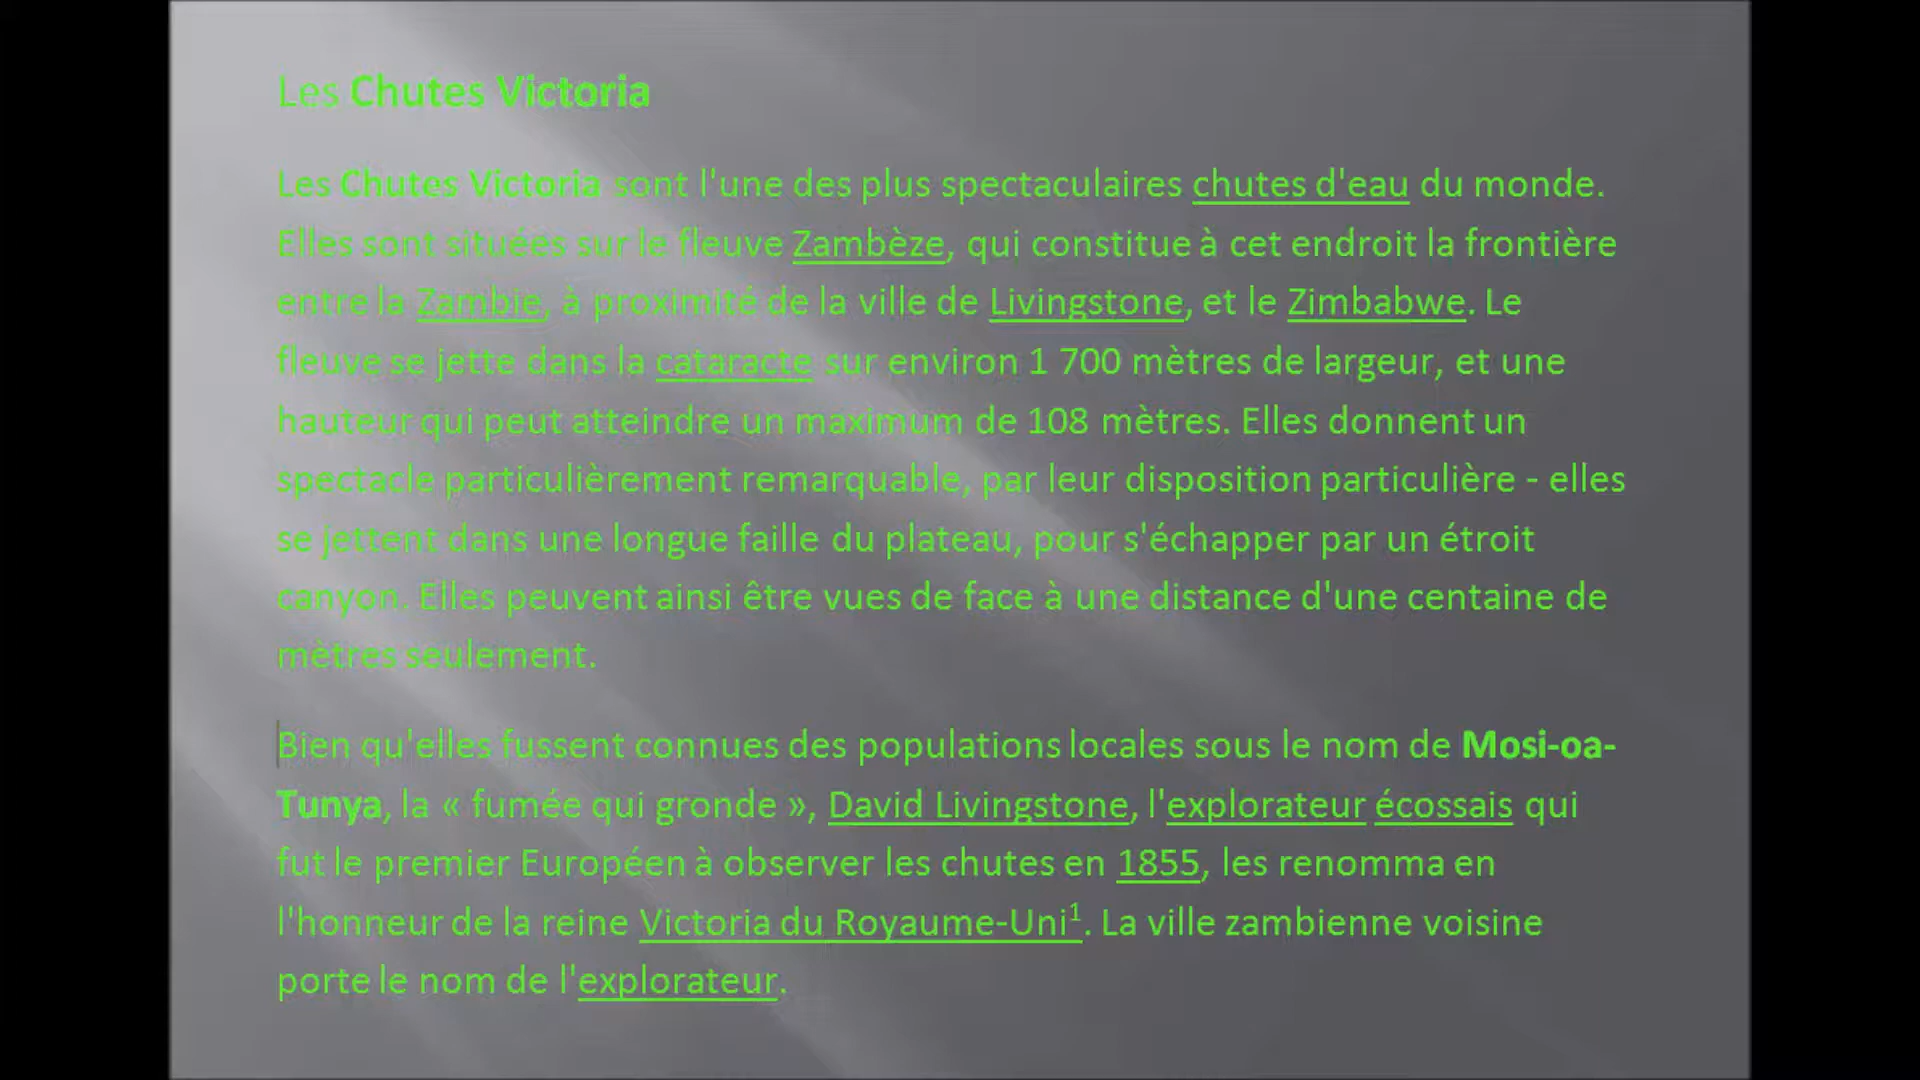 Les Chutes Victoria
Les Chutes Victoria sont l'une des plus spectaculaires chutes d'eau du monde.
Elles sont situées sur le fleuve Zambèze, qui constitue à cet endroit la frontière
entre la Zambie, à proximité de la ville de Livingstone, et le Zimbabwe. Le
fleuve se jette dans la cataracte sur environ 1 700 mètres de largeur, et une
hauteur qui peut atteindre un maximum de 108 mètres. Elles donnent un
spectacle particulièrement remarquable, par leur disposition particulière - elles
se jettent dans une longue faille du plateau, pour s'échapper par un étroit
canyon. Elles peuvent ainsi être vues de face à une distance d'une centaine de
mètres seulement.
Bien qu'elles fussent connues des populations locales sous le nom de Mosi-oa-
Tunya, la « fumée qui gronde », David Livingstone, l'explorateur écossais qui
fut le premier Européen à observer les chutes en 1855, les renomma en
l'honneur de la reine Victoria du Royaume-Uni¹. La ville zambienne voisine
porte le nom de l'explorateur.